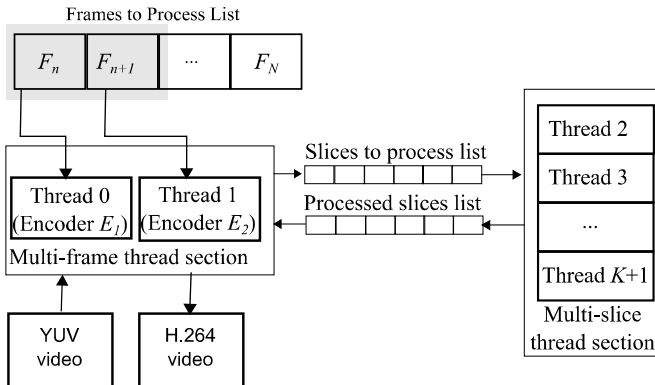 Frames to Process List
Fn
Fn+1
...
FN
Thread 0
(Encoder E1)
Thread 1
(Encoder E2)
Multi-frame thread section
YUV
video
H.264
video
Slices to process list
Processed slices list
Thread 2
Thread 3
...
Thread K+1
Multi-slice
thread section